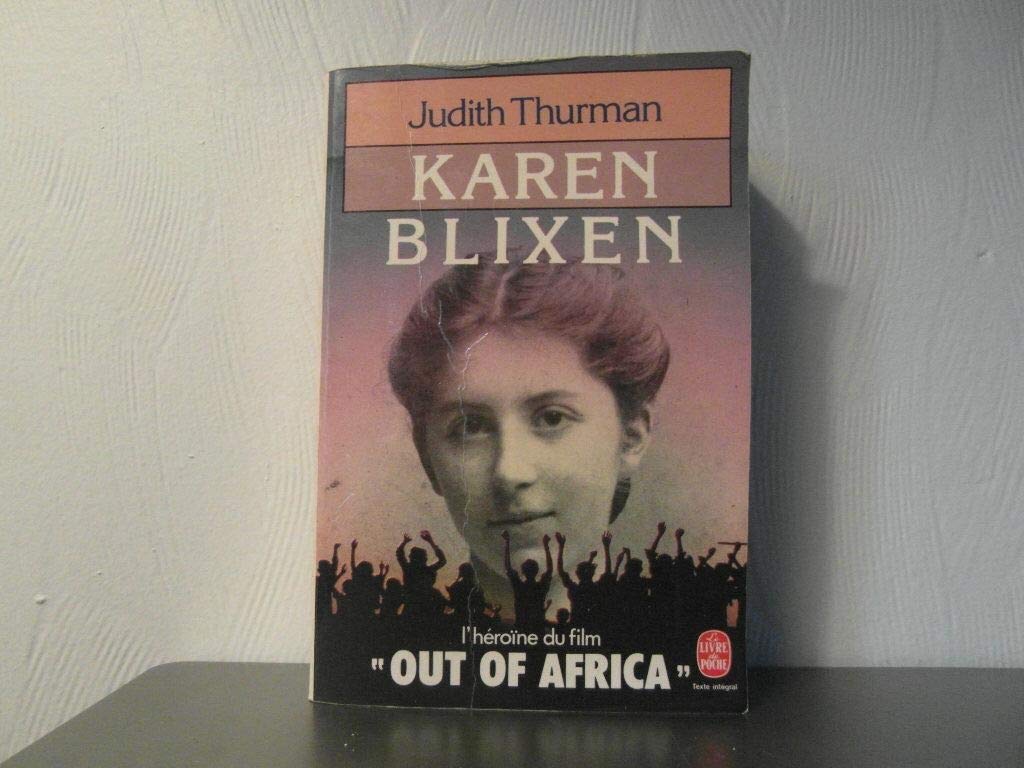 Judith Thurman
KAREN
BLIXEN
l'héroïne du film
" OUT OF AFRICA "
Le
LIVRE
de
POCHE
Texte intégral